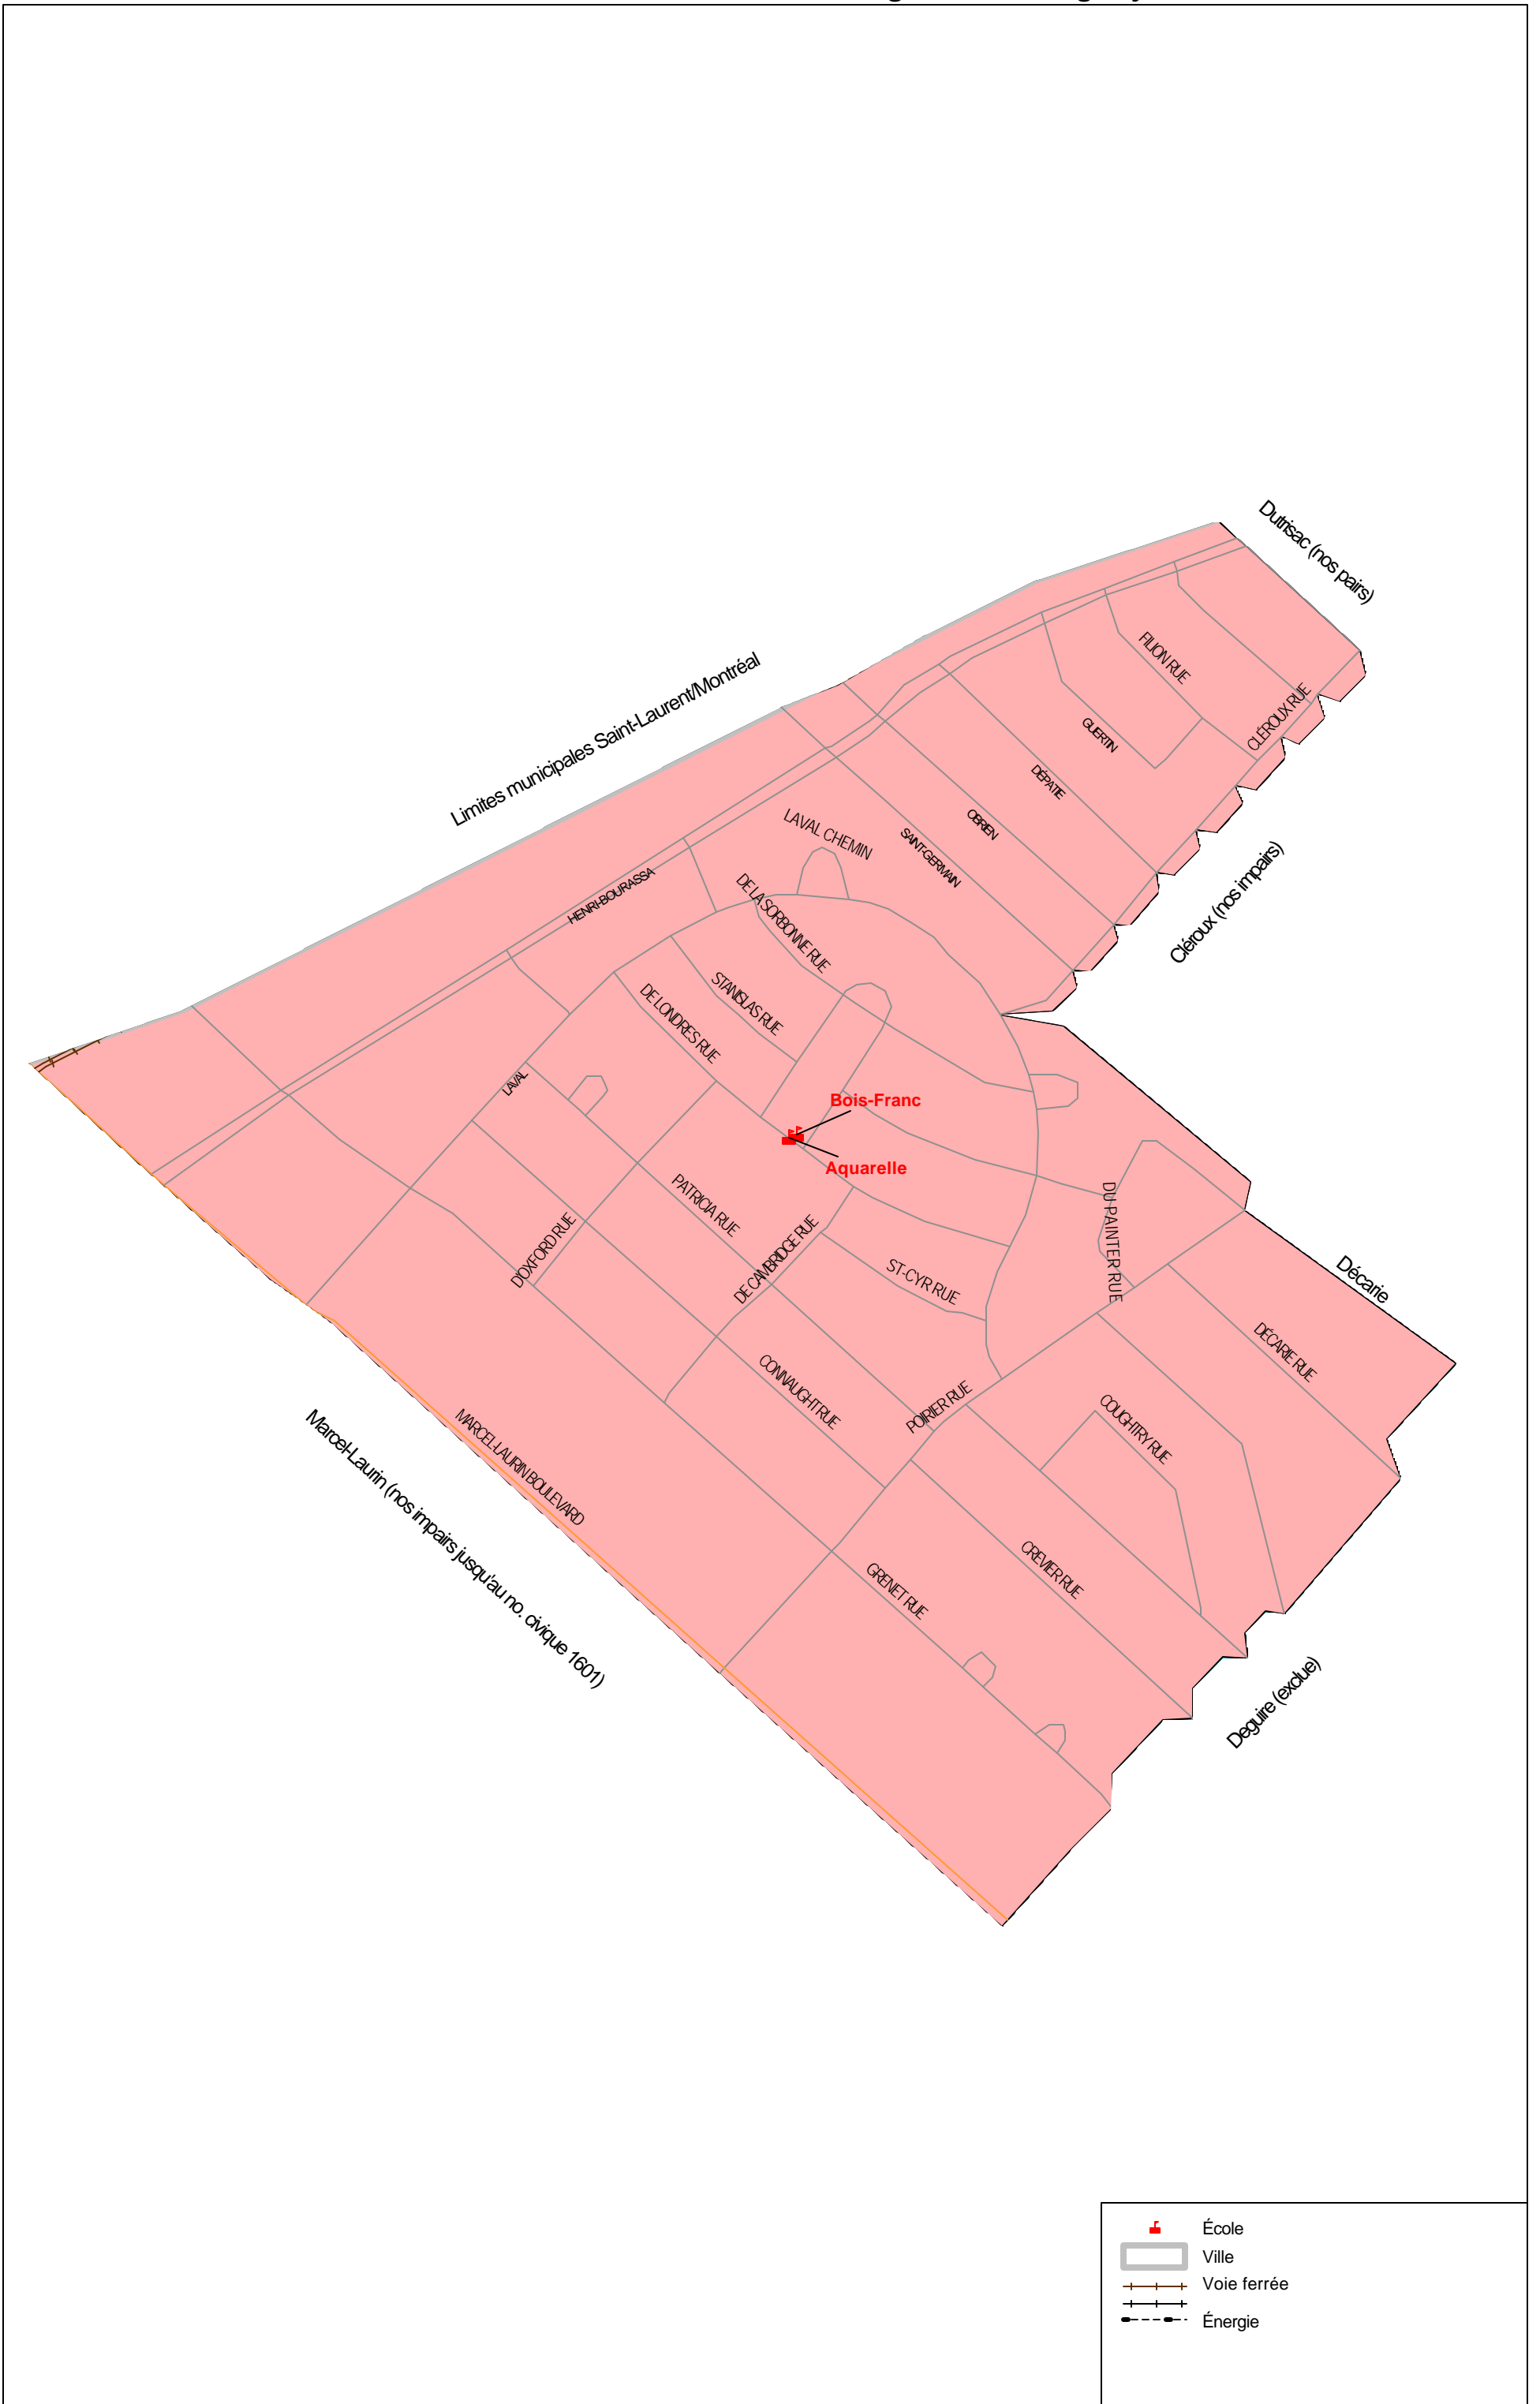 Dutrisac (nos pairs)
Limites municipales Saint-Laurent/Montréal
FILION RUE
CLÉROUX RUE
GUERTIN
DÉPATIE
OBRIEN
SAINT-GERMAIN
LAVAL CHEMIN
HENRI-BOURASSA
DE LA SORBONNE RUE
Cléroux (nos impairs)
STANISLAS RUE
DE LONDRES RUE
LAVAL
Bois-Franc
Aquarelle
PATRICIA RUE
D'OXFORD RUE
DE CAMBRIDGE RUE
ST-CYR RUE
DU PAINTER RUE
Décarie
DÉCARIE RUE
CONNAUGHT RUE
POIRIER RUE
COUGHTRY RUE
MARCEL-LAURIN BOULEVARD
Marcel-Laurin (nos impairs jusqu'au no. civique 1601)
CREVIER RUE
GRENET RUE
Deguire (exclue)
École
Ville
Voie ferrée
Énergie